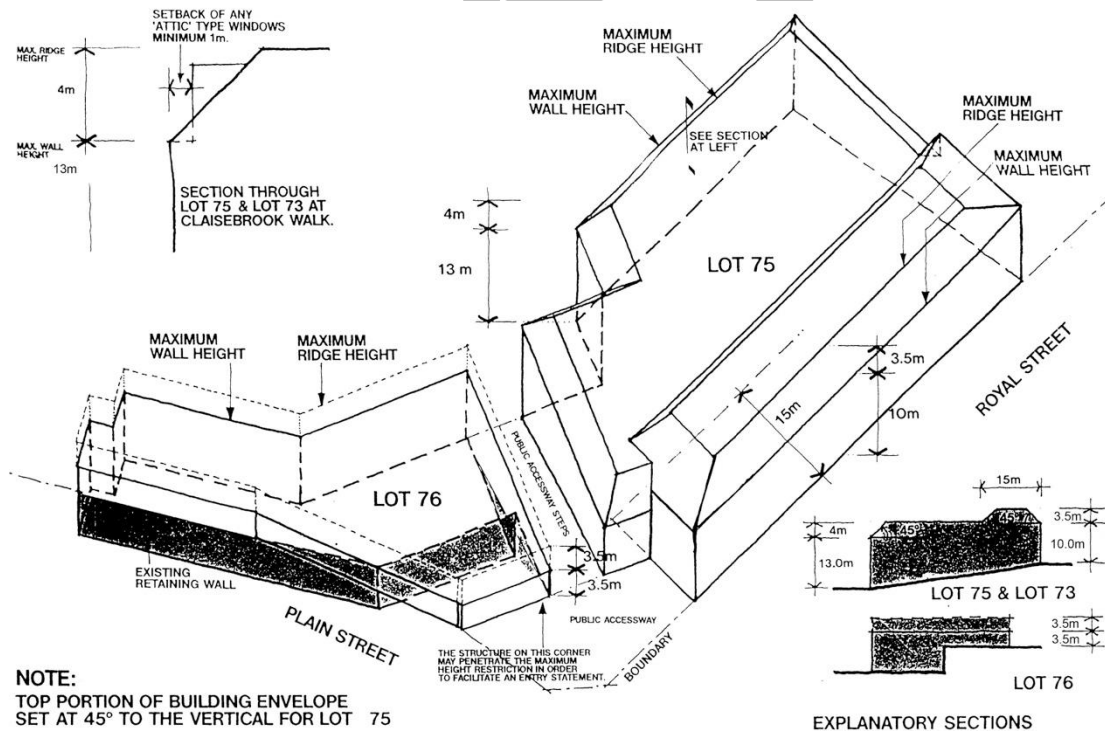 SETBACK OF ANY
'ATTIC' TYPE WINDOWS
MINIMUM 1m.
MAX. RIDGE
HEIGHT
4m
MAX. WALL
HEIGHT
13m
SECTION THROUGH
LOT 75 & LOT 73 AT
CLAISEBROOK WALK.
MAXIMUM
RIDGE HEIGHT
MAXIMUM
WALL HEIGHT
SEE SECTION
AT LEFT
MAXIMUM
RIDGE HEIGHT
MAXIMUM
WALL HEIGHT
4m
13 m
LOT 75
ROYAL STREET
3.5m
10m
15m
MAXIMUM
WALL HEIGHT
MAXIMUM
RIDGE HEIGHT
LOT 76
PUBLIC ACCESSWAY STEPS
EXISTING
RETAINING WALL
PLAIN STREET
3.5m
3.5m
PUBLIC ACCESSWAY
BOUNDARY
THE STRUCTURE ON THIS CORNER
MAY PENETRATE THE MAXIMUM
HEIGHT RESTRICTION IN ORDER
TO FACILITATE AN ENTRY STATEMENT.
15m
4m
45°
45°
3.5m
13.0m
10.0m
LOT 75 & LOT 73
3.5m
3.5m
LOT 76
EXPLANATORY SECTIONS
NOTE:
TOP PORTION OF BUILDING ENVELOPE
SET AT 45° TO THE VERTICAL FOR LOT 75